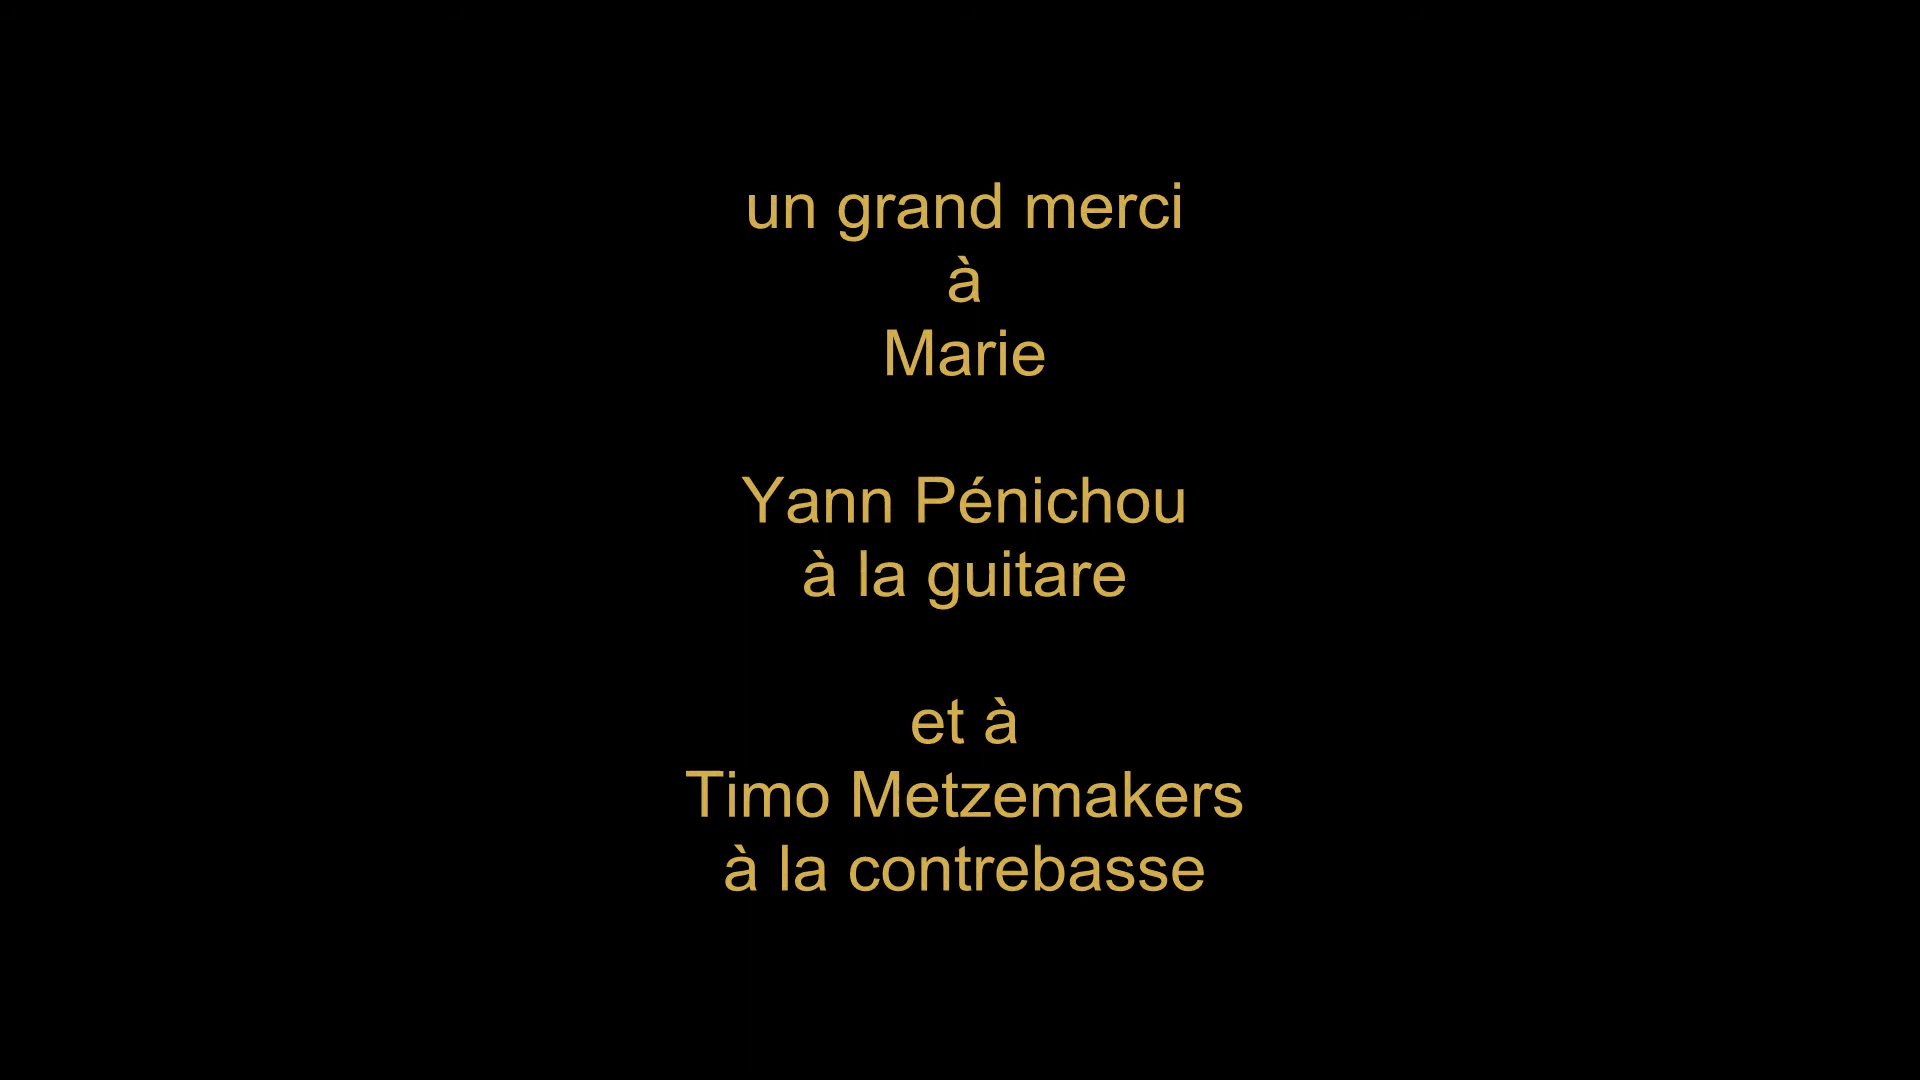 un grand merci
à
Marie
Yann Pénichou
à la guitare
et à
Timo Metzemakers
à la contrebasse